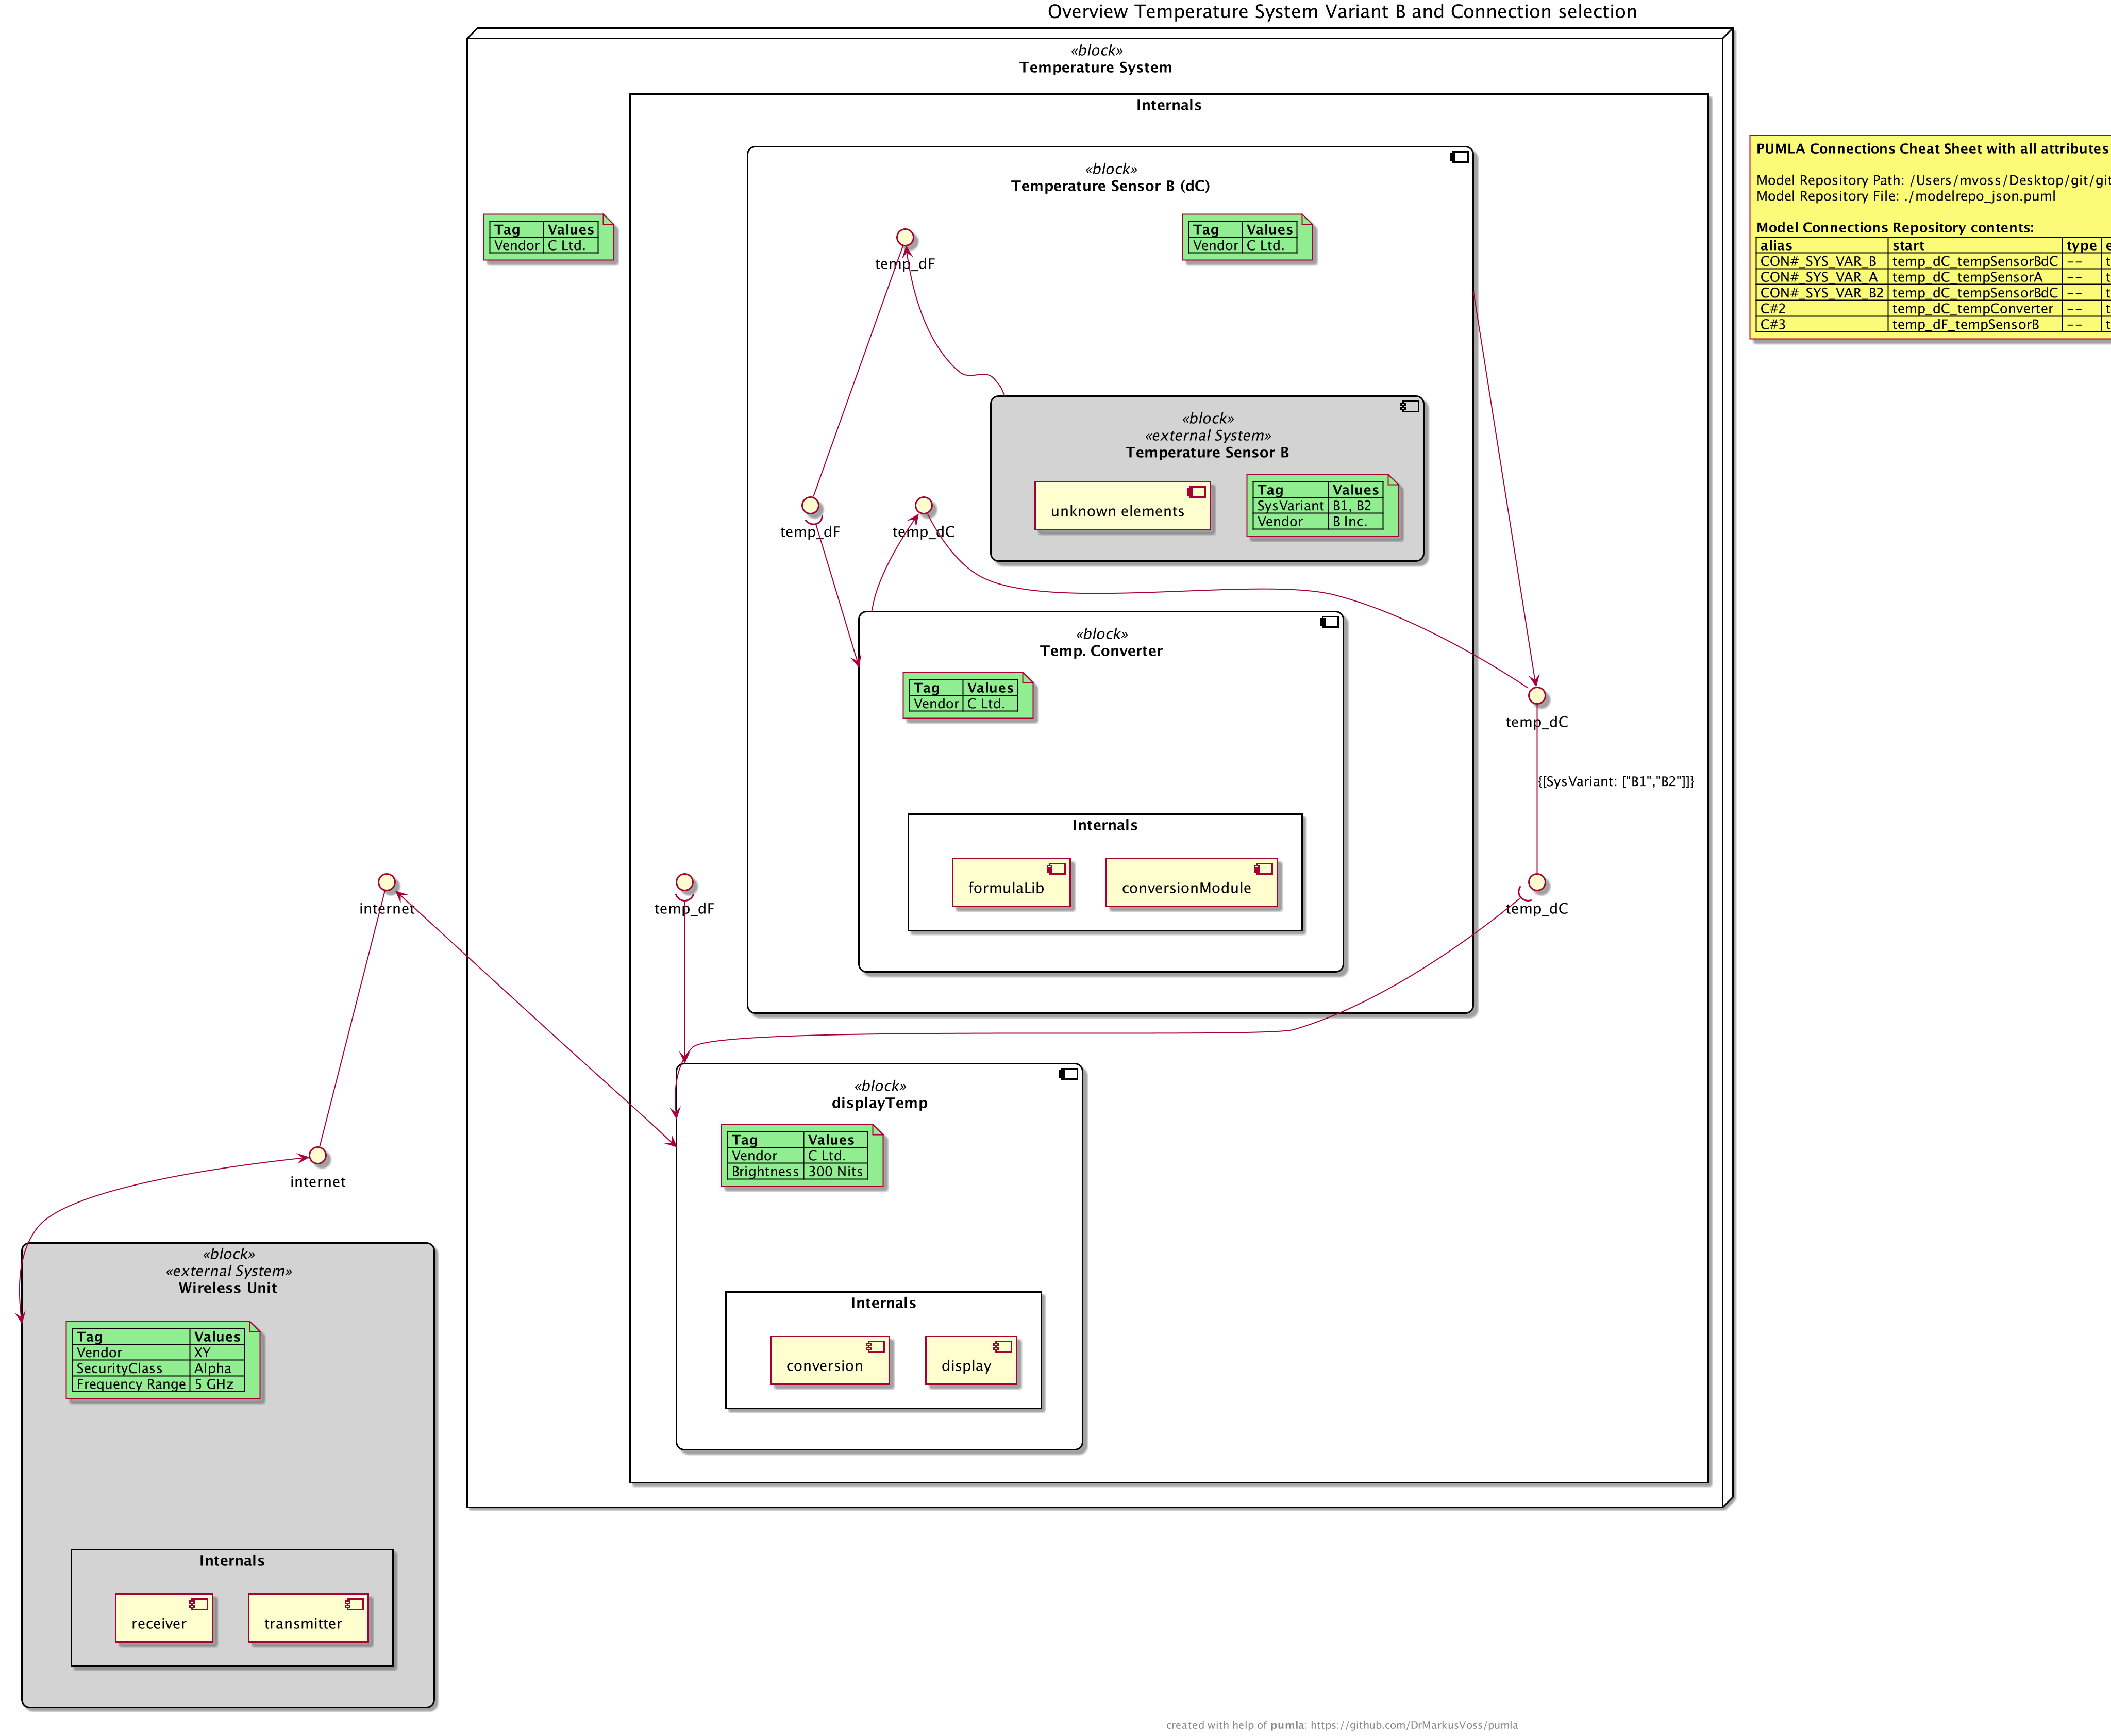 Overview Temperature System Variant B and Connection selection
«block»
Temperature System
Internals
«block»
Temperature Sensor B (dC)
Tag Values
Vendor C Ltd.
temp_dF
Tag Values
Vendor C Ltd.
PUMLA Connections Cheat Sheet with all attributes
Model Repository Path: /Users/mvoss/Desktop/git/git
Model Repository File: ./modelrepo_json.puml
Model Connections Repository contents:
alias start type e
CON#_SYS_VAR_B temp_dC_tempSensorBdC -- t
CON#_SYS_VAR_A temp_dC_tempSensorA -- t
CON#_SYS_VAR_B2 temp_dC_tempSensorBdC -- t
C#2 temp_dC_tempConverter -- t
C#3 temp_dF_tempSensorB -- t
«block»
«external System»
Temperature Sensor B
unknown elements
Tag Values
SysVariant B1, B2
Vendor B Inc.
temp_dF
temp_dC
«block»
Temp. Converter
Tag Values
Vendor C Ltd.
temp_dC
{[SysVariant: ["B1","B2"]]}
Internals
formulaLib
conversionModule
internet
temp_dF
temp_dC
«block»
displayTemp
Tag Values
Vendor C Ltd.
Brightness 300 Nits
internet
«block»
«external System»
Wireless Unit
Tag Values
Vendor XY
SecurityClass Alpha
Frequency Range 5 GHz
Internals
conversion
display
Internals
receiver
transmitter
created with help of pumla: https://github.com/DrMarkusVoss/pumla